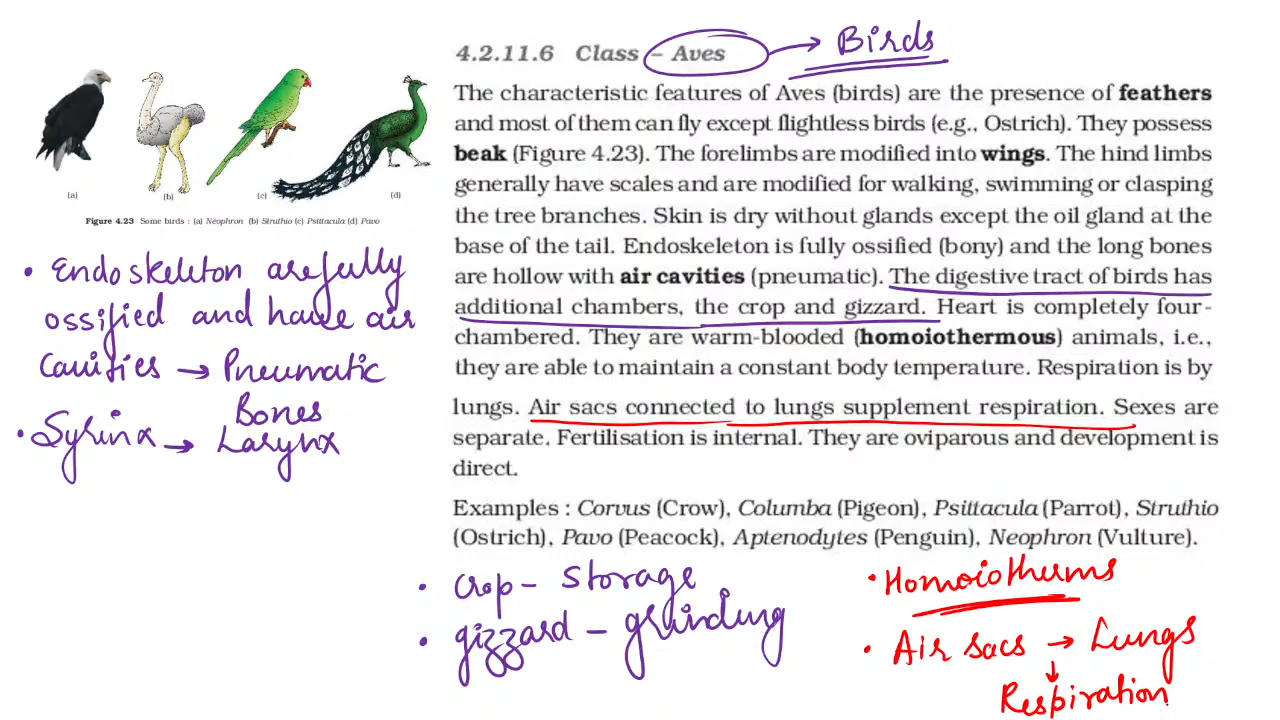 4.2.11.6 Class – Aves → Birds
The characteristic features of Aves (birds) are the presence of feathers
and most of them can fly except flightless birds (e.g., Ostrich). They possess
beak (Figure 4.23). The forelimbs are modified into wings. The hind limbs
generally have scales and are modified for walking, swimming or clasping
the tree branches. Skin is dry without glands except the oil gland at the
base of the tail. Endoskeleton is fully ossified (bony) and the long bones
are hollow with air cavities (pneumatic). The digestive tract of birds has
additional chambers, the crop and gizzard. Heart is completely four-
chambered. They are warm-blooded (homoiothermous) animals, i.e.,
they are able to maintain a constant body temperature. Respiration is by
lungs. Air sacs connected to lungs supplement respiration. Sexes are
separate. Fertilisation is internal. They are oviparous and development is
direct.
Examples : Corvus (Crow), Columba (Pigeon), Psittacula (Parrot), Struthio
(Ostrich), Pavo (Peacock), Aptenodytes (Penguin), Neophron (Vulture).
(a) (b) (c) (d)
Figure 4.23 Some birds : (a) Neophron (b) Struthio (c) Psittacula (d) Pavo
• Endoskeleton are fully
ossified and have air
cavities → Pneumatic
Bones
• Syrinx → Larynx
• Crop – Storage
• gizzard – grinding
• Homoiotherms
• Air sacs → Lungs
↓
Respiration